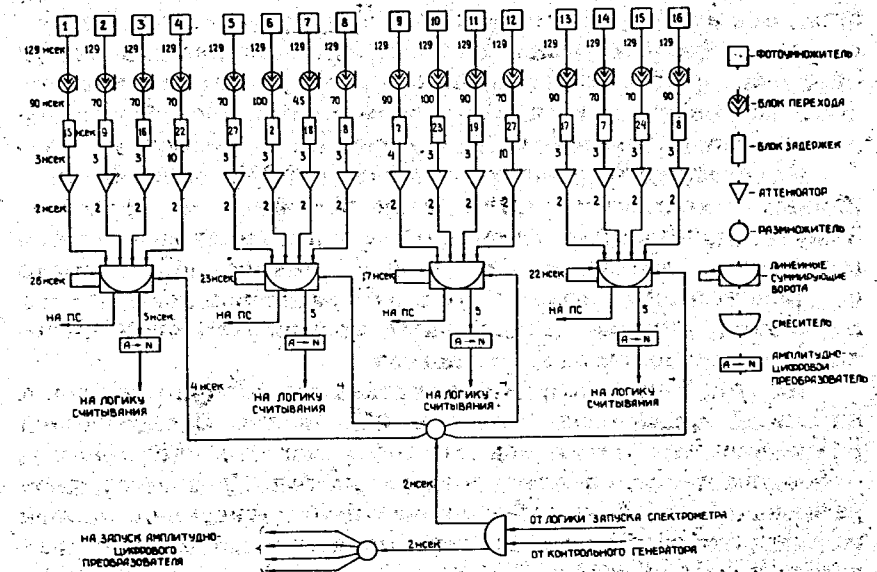 1 2 3 4 5 6 7 8 9 10 11 12 13 14 15 16
129 нсек 129 129 129 129 129 129 129 129 129 129 129 129 129 129 129
90 нсек 70 70 70 70 100 45 70 90 100 90 70 90 70 70 90
15 нсек 9 16 22 27 2 18 8 2 23 19 27 17 7 24 8
3 нсек 3 3 10 3 3 3 3 4 3 3 10 3 3 3 3
2 нсек 2 2 2 2 2 2 2 2 2 2 2 2 2 2 2
26 нсек 23 нсек 17 нсек 22 нсек
НА ПС НА ПС НА ПС НА ПС
5 нсек. 5 5 5
A→N A→N A→N A→N
НА ЛОГИКУ
СЧИТЫВАНИЯ
НА ЛОГИКУ
СЧИТЫВАНИЯ
НА ЛОГИКУ
СЧИТЫВАНИЯ
НА ЛОГИКУ
СЧИТЫВАНИЯ
4 нсек
2 нсек
2 нсек
ОТ ЛОГИКИ ЗАПУСКА СПЕКТРОМЕТРА
ОТ КОНТРОЛЬНОГО ГЕНЕРАТОРА
НА ЗАПУСК АМПЛИТУДНО-
ЦИФРОВОГО
ПРЕОБРАЗОВАТЕЛЯ
- ФОТОУМНОЖИТЕЛЬ
- БЛОК ПЕРЕХОДА
- БЛОК ЗАДЕРЖЕК
- АТТЕНЮАТОР
- РАЗМНОЖИТЕЛЬ
- ЛИНЕЙНЫЕ
СУММИРУЮЩИЕ
ВОРОТА
- СМЕСИТЕЛЬ
A→N - АМПЛИТУДНО-
ЦИФРОВОЙ
ПРЕОБРАЗОВАТЕЛЬ